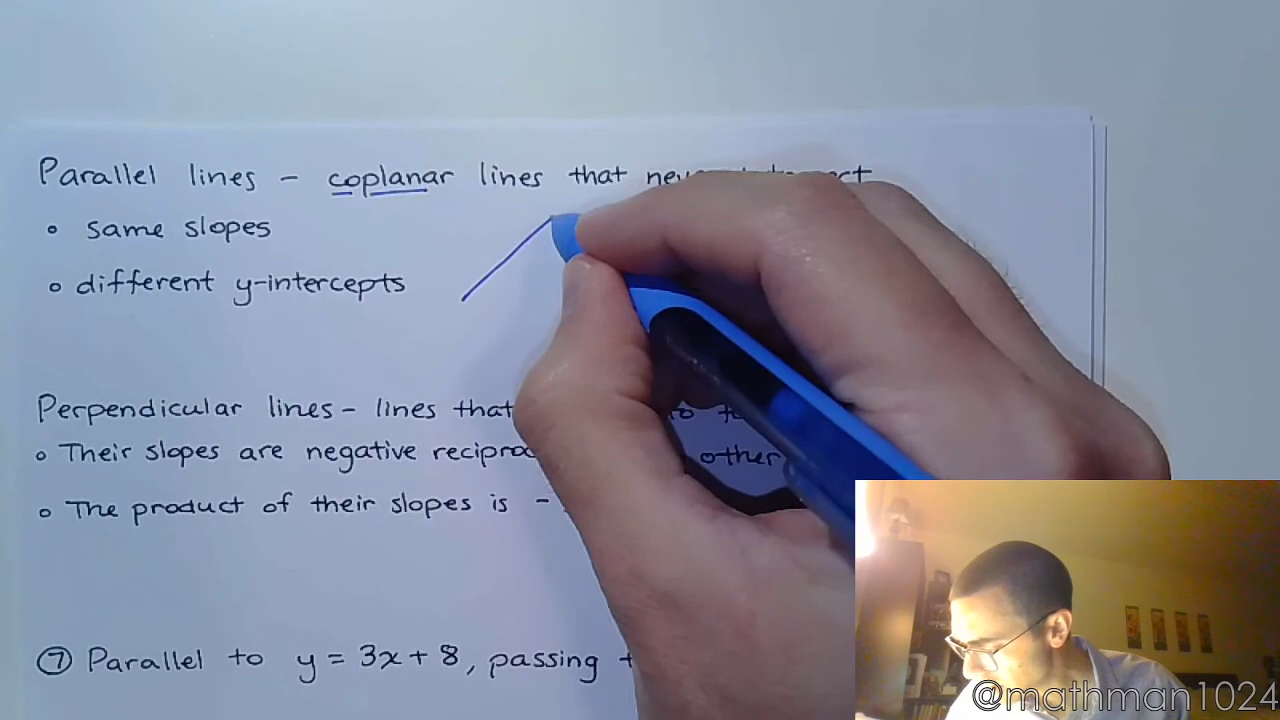 Parallel lines - coplanar lines that
• same slopes
• different y-intercepts
Perpendicular lines - lines that
• Their slopes are negative other
• The product of their slopes is -
⑦ Parallel to y = 3x + 8, passing
@mathman1024